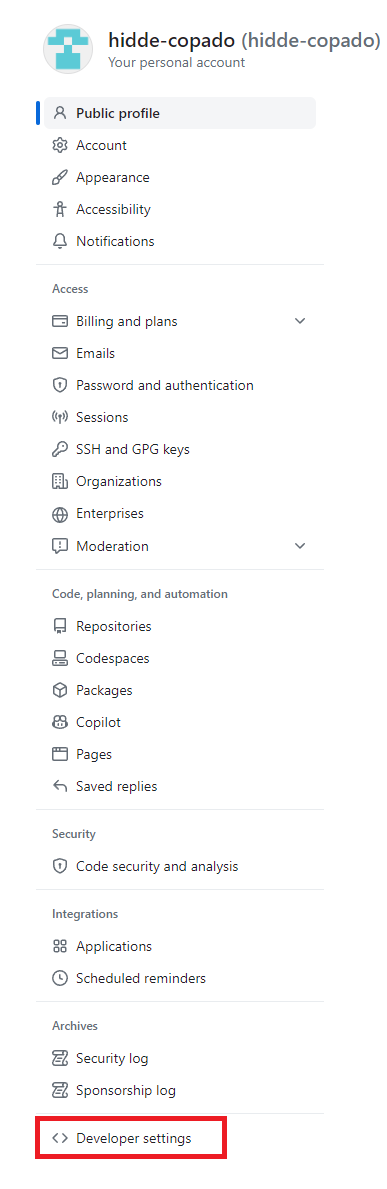 hidde-copado (hidde-copado)
Your personal account
Public profile
Account
Appearance
Accessibility
Notifications
Access
Billing and plans
Emails
Password and authentication
Sessions
SSH and GPG keys
Organizations
Enterprises
Moderation
Code, planning, and automation
Repositories
Codespaces
Packages
Copilot
Pages
Saved replies
Security
Code security and analysis
Integrations
Applications
Scheduled reminders
Archives
Security log
Sponsorship log
Developer settings